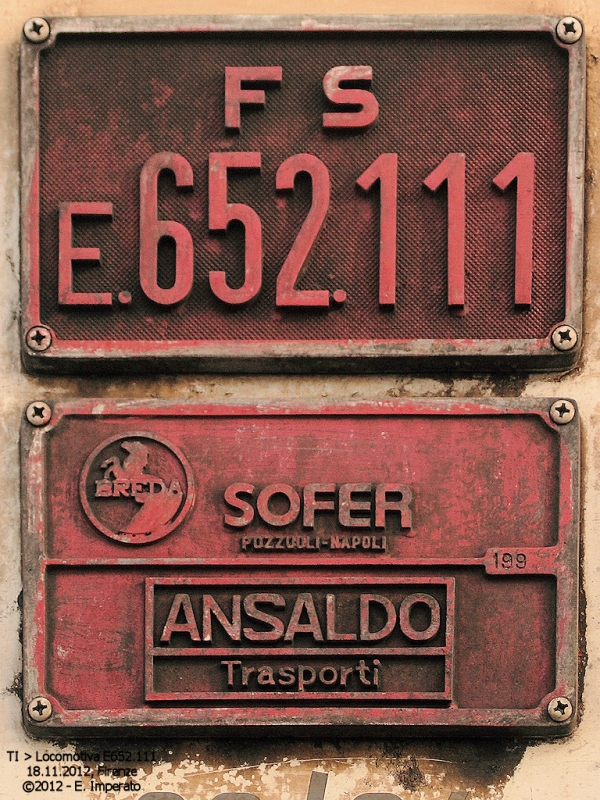 F S
E.652.111
BREDA
SOFER
POZZUOLI-NAPOLI
199
ANSALDO
Trasporti
TI > Locomotiva E652.111
18.11.2012, Firenze
©2012 - E. Imperato